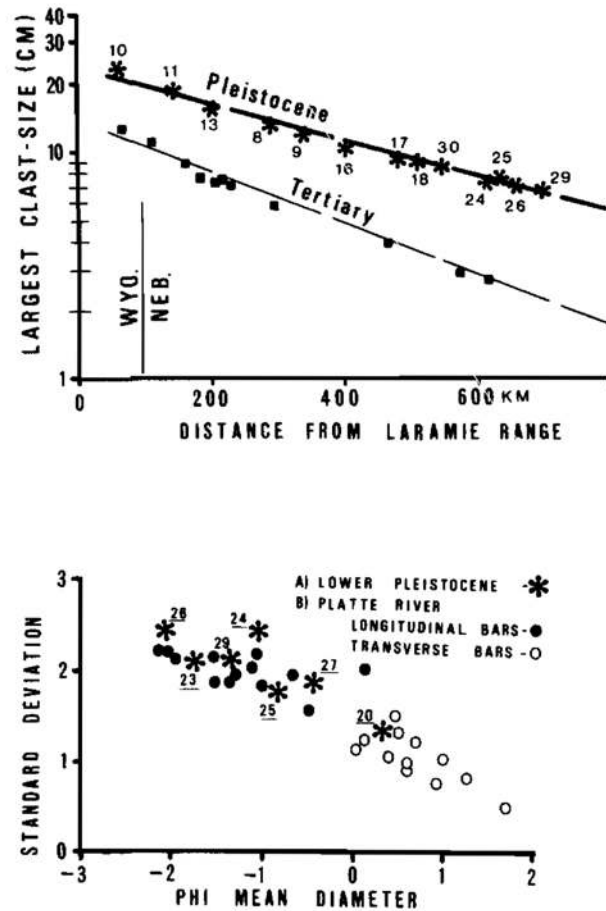 LARGEST CLAST-SIZE (CM)
40
30
20
10
1
10
11
13
8
9
16
17
18
30
24
25
26
29
Pleistocene
Tertiary
WYO.
NEB.
0
200
400
600 KM
DISTANCE FROM LARAMIE RANGE
STANDARD DEVIATION
3
2
1
0
A) LOWER PLEISTOCENE -
B) PLATTE RIVER
LONGITUDINAL BARS-
TRANSVERSE BARS-
26
24
29
23
25
27
20
-3
-2
-1
0
1
2
PHI MEAN DIAMETER